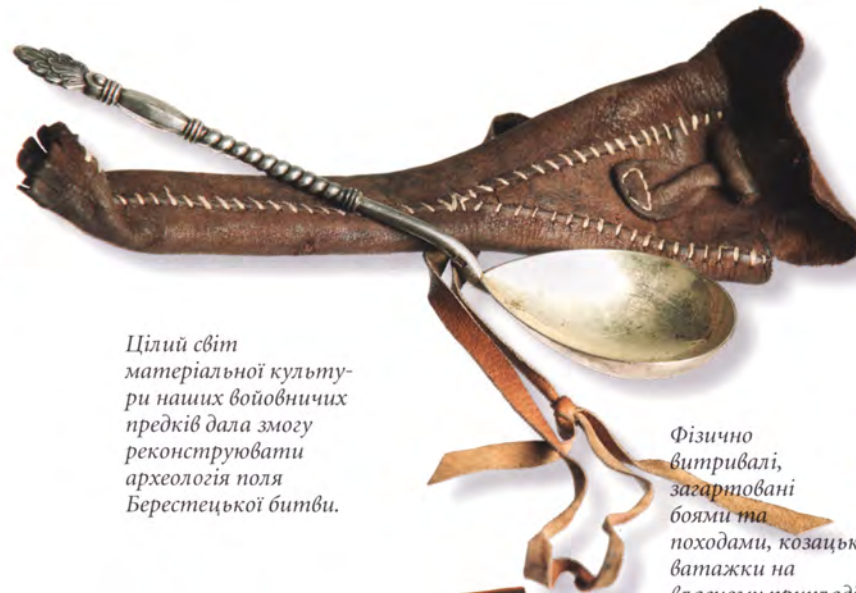 Цілий світ
матеріальної культу-
ри наших войовничих
предків дала змогу
реконструювати
археологія поля
Берестецької битви.
Фізично
витривалі,
загартовані
боями та
походами,
ватажки на